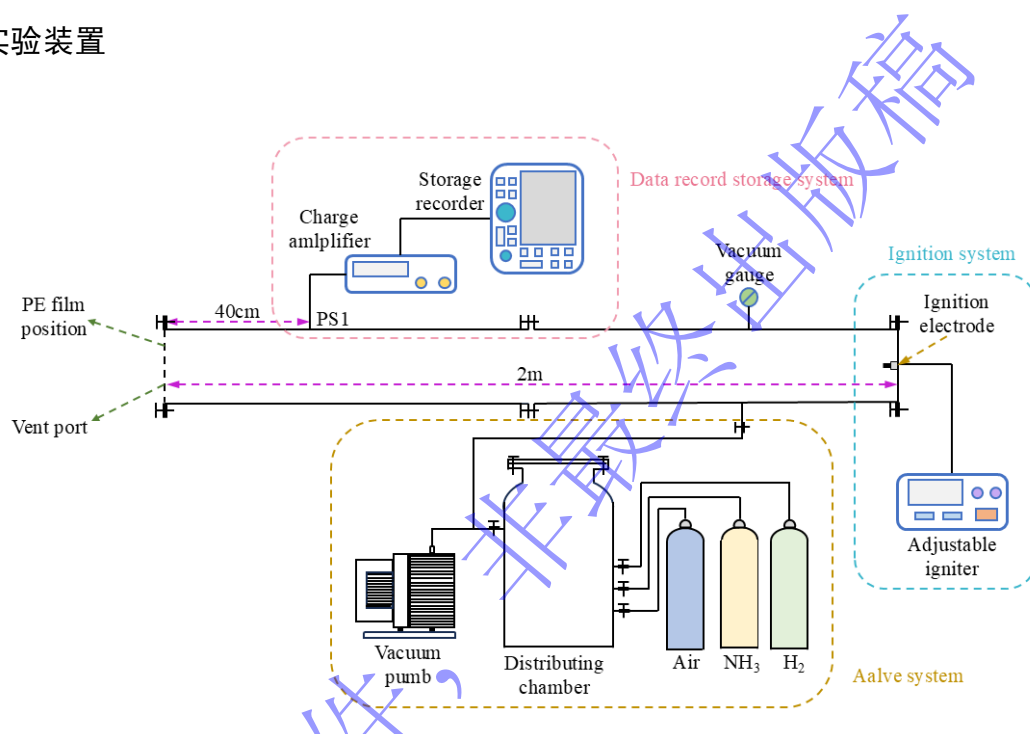 实验装置
Storage
recorder
Data record storage system
Charge
amlplifier
Vacuum
gauge
Ignition system
PE film
position
40cm
PS1
Ignition
electrode
2m
Vent port
Adjustable
igniter
Vacuum
pumb
Distributing
chamber
Air
NH₃
H₂
Aalve system
件，非最终出版稿